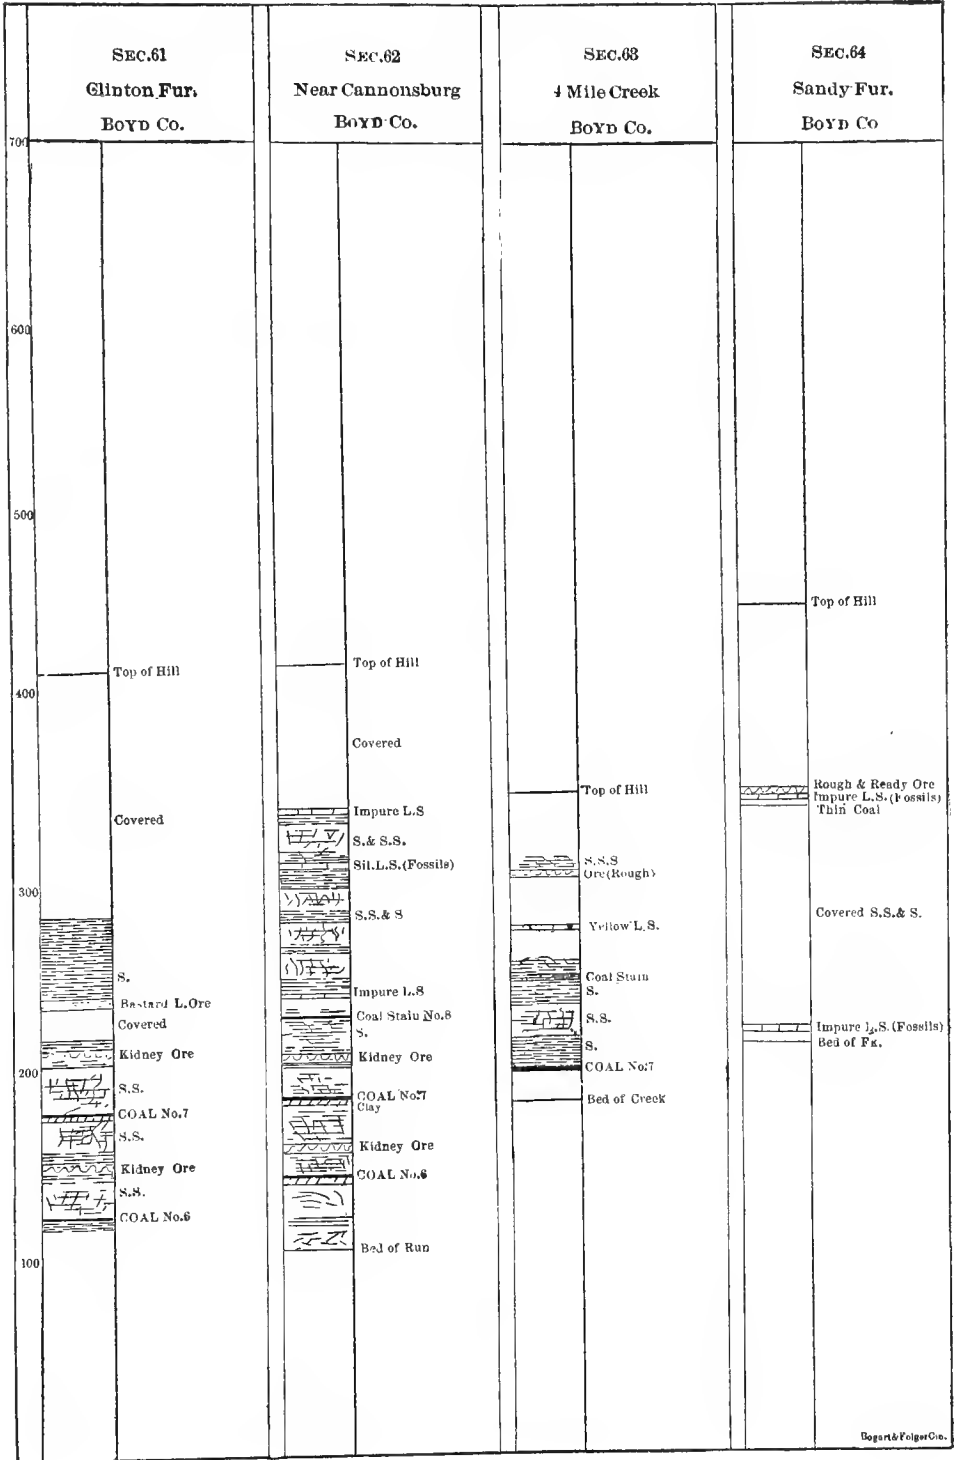 SEC.61
Clinton Fur.
BOYD Co.
SEC.62
Near Cannonsburg
BOYD Co.
SEC.63
4 Mile Creek
BOYD Co.
SEC.64
Sandy Fur.
BOYD Co
700
600
500
400
300
200
100
Top of Hill
Covered
S.
Bastard L.Ore
Covered
Kidney Ore
S.S.
COAL No.7
S.S.
Kidney Ore
S.S.
COAL No.6
Top of Hill
Covered
Impure L.S
S.& S.S.
Sil.L.S.(Fossils)
S.S.& S
Impure L.S
Coal Stain No.8
S.
Kidney Ore
COAL No.7
Clay
Kidney Ore
COAL No.6
Bed of Run
Top of Hill
S.S.S
Ore(Rough)
Yellow L.S.
Coal Stain
S.
S.S.
S.
COAL No.7
Bed of Creek
Top of Hill
Rough & Ready Ore
Impure L.S.(Fossils)
Thin Coal
Covered S.S.& S.
Impure L.S.(Fossils)
Bed of FK.
Bogart&FolgerCin.